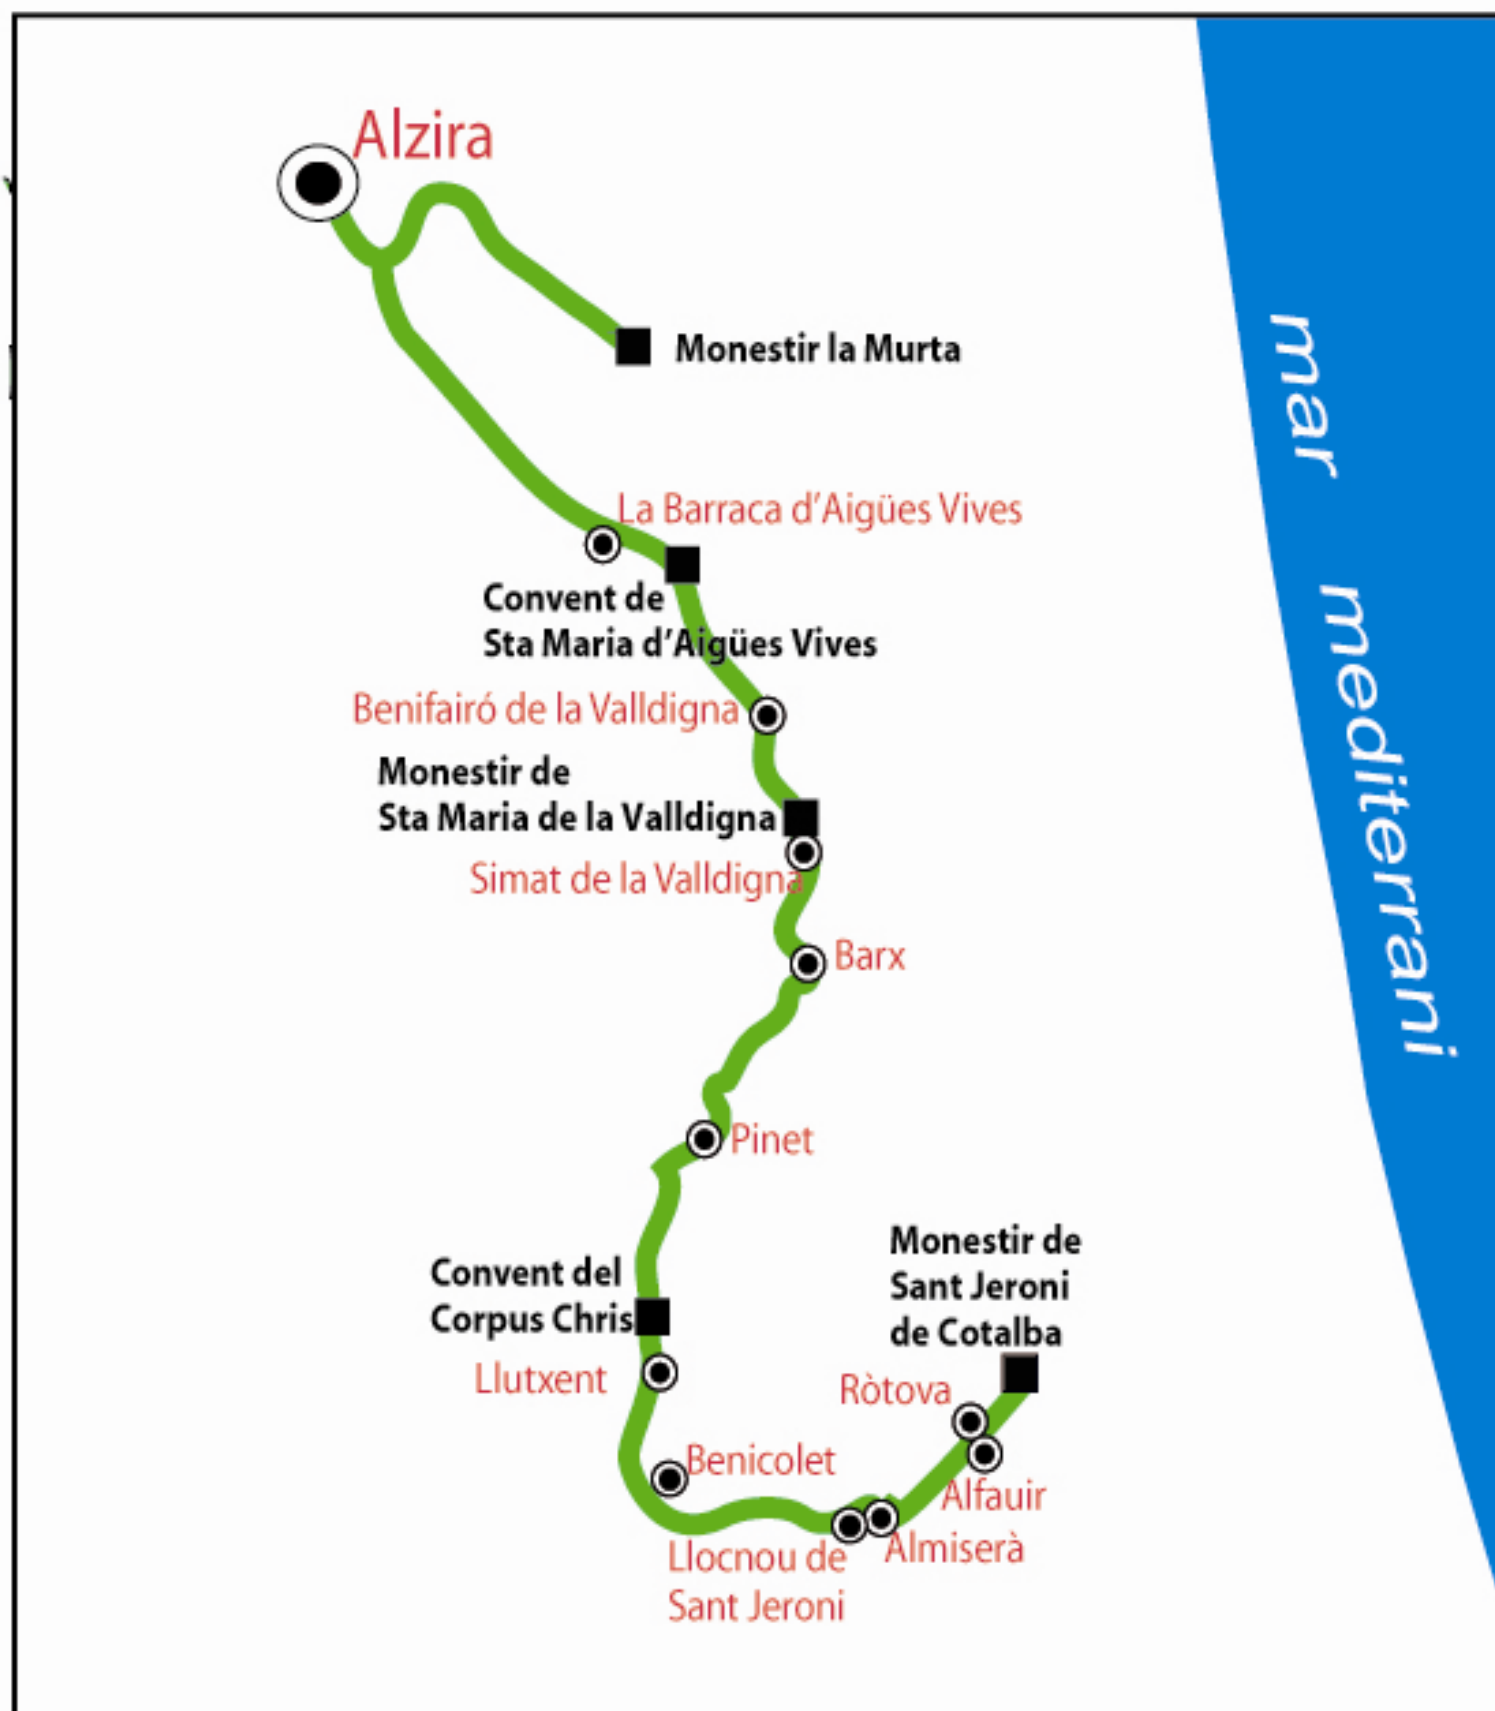 Alzira
Monestir la Murta
La Barraca d'Aigües Vives
Convent de
Sta Maria d'Aigües Vives
Benifairó de la Valldigna
Monestir de
Sta Maria de la Valldigna
Simat de la Valldigna
Barx
Pinet
Convent del
Corpus Chris
Llutxent
Monestir de
Sant Jeroni
de Cotalba
Ròtova
Benicolet
Alfauir
Almiserà
Llocnou de
Sant Jeroni
mar mediterrani